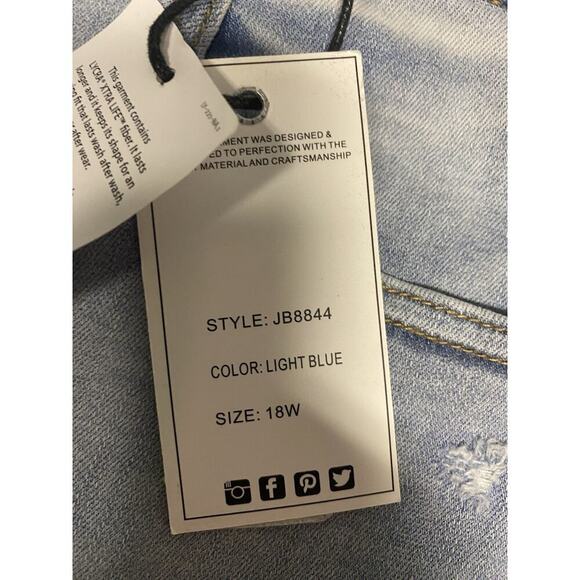 This garment contains
LYCRA® XTRA LIFE™ fiber. It lasts
longer and it keeps its shape for an
fit that lasts wash after wash,
after wear.
MENT WAS DESIGNED &
ED TO PERFECTION WITH THE
MATERIAL AND CRAFTSMANSHIP
STYLE: JB8844
COLOR: LIGHT BLUE
SIZE: 18W